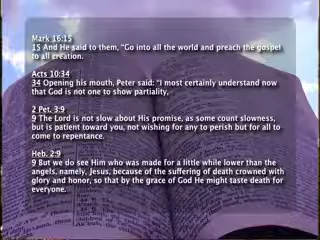 Mark 16:15
15 And He said to them, “Go into all the world and preach the gospel
to all creation.
Acts 10:34
34 Opening his mouth, Peter said: “I most certainly understand now
that God is not one to show partiality,
2 Pet. 3:9
9 The Lord is not slow about His promise, as some count slowness,
but is patient toward you, not wishing for any to perish but for all to
come to repentance.
Heb. 2:9
9 But we do see Him who was made for a little while lower than the
angels, namely, Jesus, because of the suffering of death crowned with
glory and honor, so that by the grace of God He might taste death for
everyone.